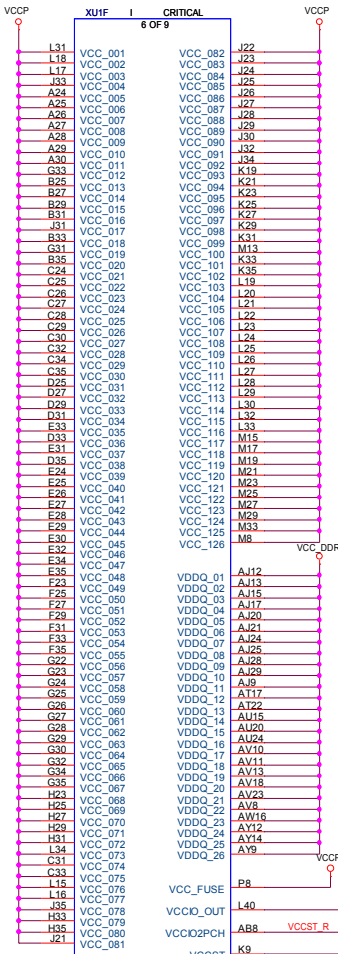 VCCP XU1F I CRITICAL VCCP
6 OF 9
L31 VCC_001 VCC_082 J22
L18 VCC_002 VCC_083 J23
L17 VCC_003 VCC_084 J24
J33 VCC_004 VCC_085 J25
A24 VCC_005 VCC_086 J26
A25 VCC_006 VCC_087 J27
A26 VCC_007 VCC_088 J28
A27 VCC_008 VCC_089 J29
A28 VCC_009 VCC_090 J30
A29 VCC_010 VCC_091 J32
A30 VCC_011 VCC_092 J34
G33 VCC_012 VCC_093 K19
B25 VCC_013 VCC_094 K21
B27 VCC_014 VCC_095 K23
B29 VCC_015 VCC_096 K25
B31 VCC_016 VCC_097 K27
J31 VCC_017 VCC_098 K29
B33 VCC_018 VCC_099 K31
G31 VCC_019 VCC_100 M13
B35 VCC_020 VCC_101 K33
C24 VCC_021 VCC_102 K35
C25 VCC_022 VCC_103 L19
C26 VCC_023 VCC_104 L20
C27 VCC_024 VCC_105 L21
C28 VCC_025 VCC_106 L22
C29 VCC_026 VCC_107 L23
C30 VCC_027 VCC_108 L24
C32 VCC_028 VCC_109 L25
C34 VCC_029 VCC_110 L26
C35 VCC_030 VCC_111 L27
D25 VCC_031 VCC_112 L28
D27 VCC_032 VCC_113 L29
D29 VCC_033 VCC_114 L30
D31 VCC_034 VCC_115 L32
E33 VCC_035 VCC_116 L33
D33 VCC_036 VCC_117 M15
E31 VCC_037 VCC_118 M17
D35 VCC_038 VCC_119 M19
E24 VCC_039 VCC_120 M21
E25 VCC_040 VCC_121 M23
E26 VCC_041 VCC_122 M25
E27 VCC_042 VCC_123 M27
E28 VCC_043 VCC_124 M29
E29 VCC_044 VCC_125 M33
E30 VCC_045 VCC_126 M8
E32 VCC_046 VCC_DDR
E34 VCC_047
E35 VCC_048 VDDQ_01 AJ12
F23 VCC_049 VDDQ_02 AJ13
F25 VCC_050 VDDQ_03 AJ15
F27 VCC_051 VDDQ_04 AJ17
F29 VCC_052 VDDQ_05 AJ20
F31 VCC_053 VDDQ_06 AJ21
F33 VCC_054 VDDQ_07 AJ24
F35 VCC_055 VDDQ_08 AJ25
G22 VCC_056 VDDQ_09 AJ28
G23 VCC_057 VDDQ_10 AJ29
G24 VCC_058 VDDQ_11 AJ9
G25 VCC_059 VDDQ_12 AT17
G26 VCC_060 VDDQ_13 AT22
G27 VCC_061 VDDQ_14 AU15
G28 VCC_062 VDDQ_15 AU20
G29 VCC_063 VDDQ_16 AU24
G30 VCC_064 VDDQ_17 AV10
G32 VCC_065 VDDQ_18 AV11
G34 VCC_066 VDDQ_19 AV13
G35 VCC_067 VDDQ_20 AV18
H23 VCC_068 VDDQ_21 AV23
H25 VCC_069 VDDQ_22 AV8
H27 VCC_070 VDDQ_23 AW16
H29 VCC_071 VDDQ_24 AY12
H31 VCC_072 VDDQ_25 AY14
L34 VCC_073 VDDQ_26 AY9
C31 VCC_074 VCCP
C33 VCC_075
L15 VCC_076 VCC_FUSE P8
L16 VCC_077
J35 VCC_078 VCCIO_OUT L40
H33 VCC_079
H35 VCC_080 VCCIO2PCH AB8 VCCST_R
J21 VCC_081
VCCST K9